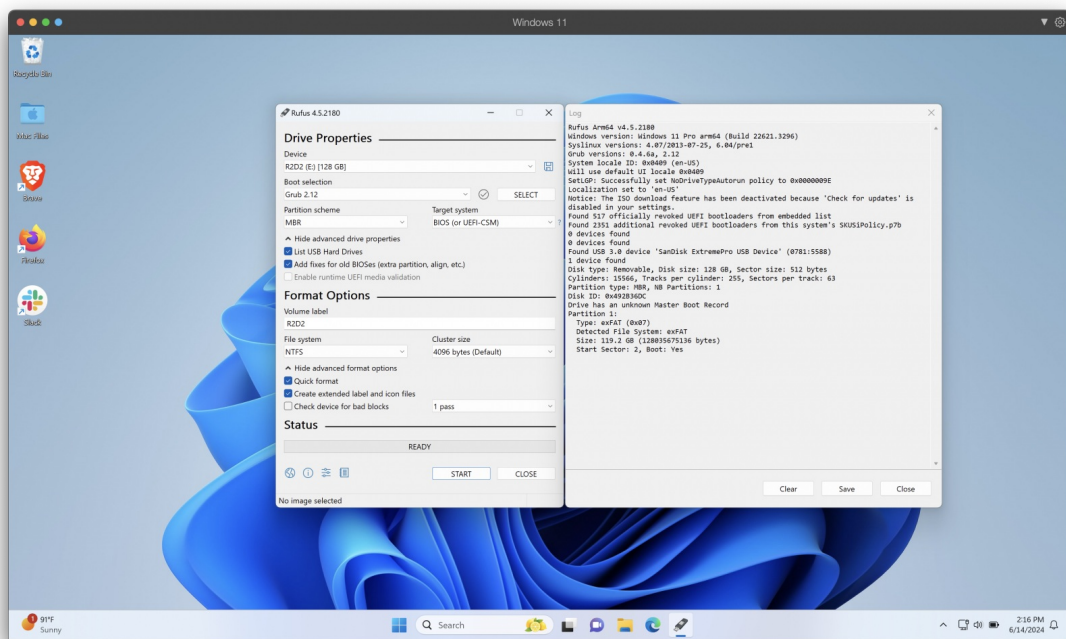 Windows 11
Recycle Bin
Mac Files
Brave
Firefox
Slack
Rufus 4.5.2180
Drive Properties
Device
R2D2 (E:) [128 GB]
Boot selection
Grub 2.12
SELECT
Partition scheme
Target system
MBR
BIOS (or UEFI-CSM)
?
Hide advanced drive properties
List USB Hard Drives
Add fixes for old BIOSes (extra partition, align, etc.)
Enable runtime UEFI media validation
Format Options
Volume label
R2D2
File system
Cluster size
NTFS
4096 bytes (Default)
Hide advanced format options
Quick format
Create extended label and icon files
Check device for bad blocks
1 pass
Status
READY
START
CLOSE
No image selected
Log
Rufus Arm64 v4.5.2180
Windows version: Windows 11 Pro arm64 (Build 22621.3296)
Syslinux versions: 4.07/2013-07-25, 6.04/pre1
Grub versions: 0.4.6a, 2.12
System locale ID: 0x0409 (en-US)
Will use default UI locale 0x0409
SetLGP: Successfully set NoDriveTypeAutorun policy to 0x0000009E
Localization set to 'en-US'
Notice: The ISO download feature has been deactivated because 'Check for updates' is
disabled in your settings.
Found 517 officially revoked UEFI bootloaders from embedded list
Found 2351 additional revoked UEFI bootloaders from this system's SKUSiPolicy.p7b
0 devices found
0 devices found
Found USB 3.0 device 'SanDisk ExtremePro USB Device' (0781:5588)
1 device found
Disk type: Removable, Disk size: 128 GB, Sector size: 512 bytes
Cylinders: 15566, Tracks per cylinder: 255, Sectors per track: 63
Partition type: MBR, NB Partitions: 1
Disk ID: 0x492B36DC
Drive has an unknown Master Boot Record
Partition 1:
Type: exFAT (0x07)
Detected File System: exFAT
Size: 119.2 GB (128035675136 bytes)
Start Sector: 2, Boot: Yes
Clear
Save
Close
1
91°F
Sunny
Search
2:16 PM
6/14/2024